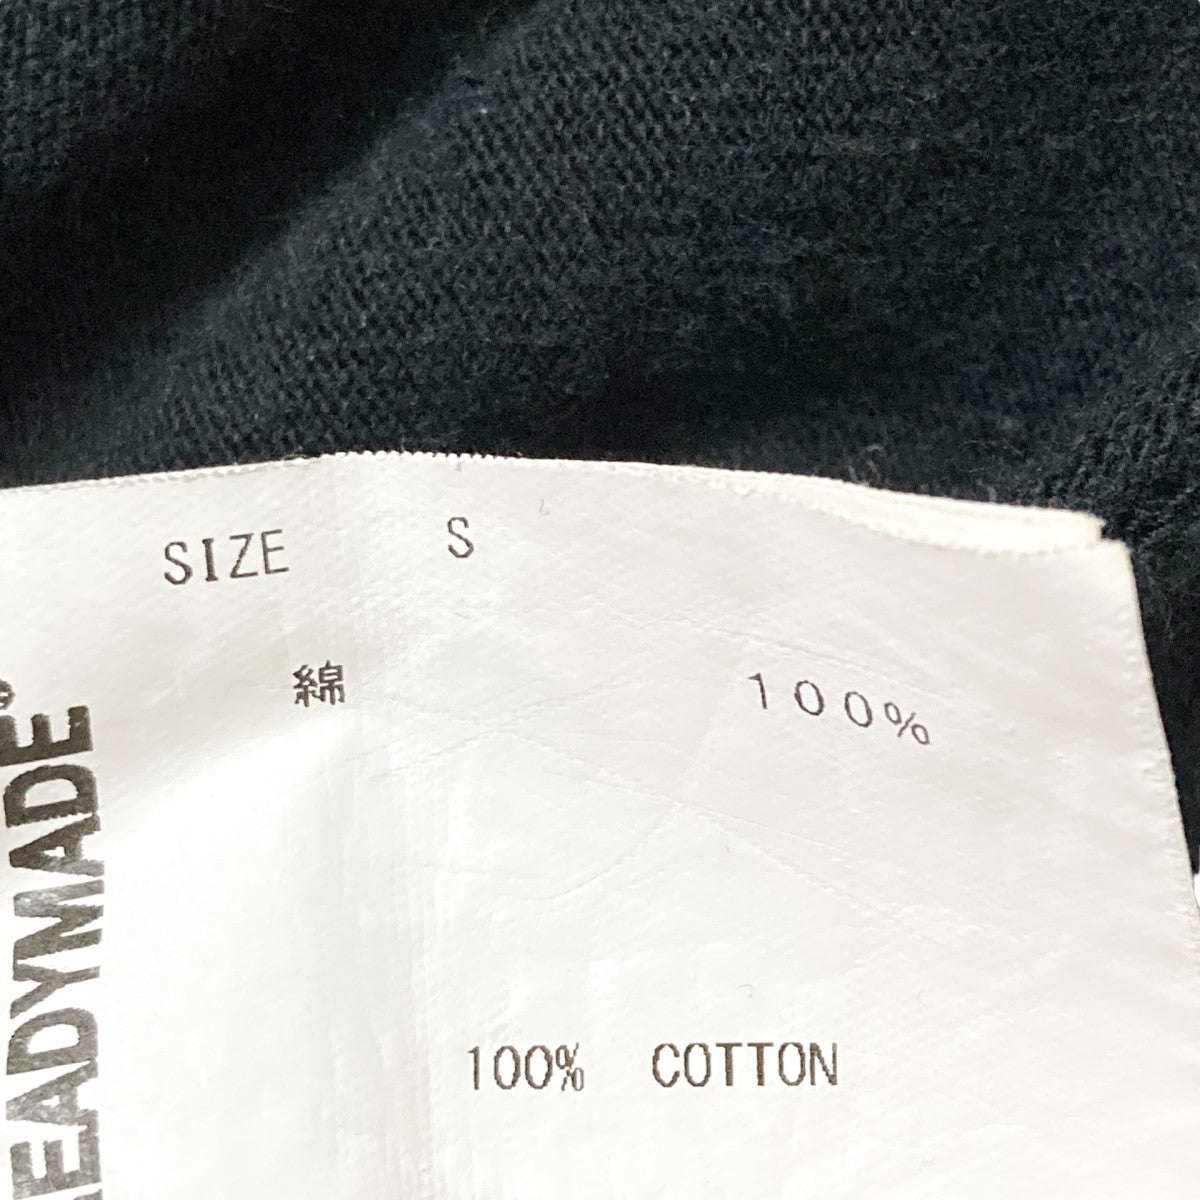 SIZE S
綿 100%
100% COTTON
READYMADE®